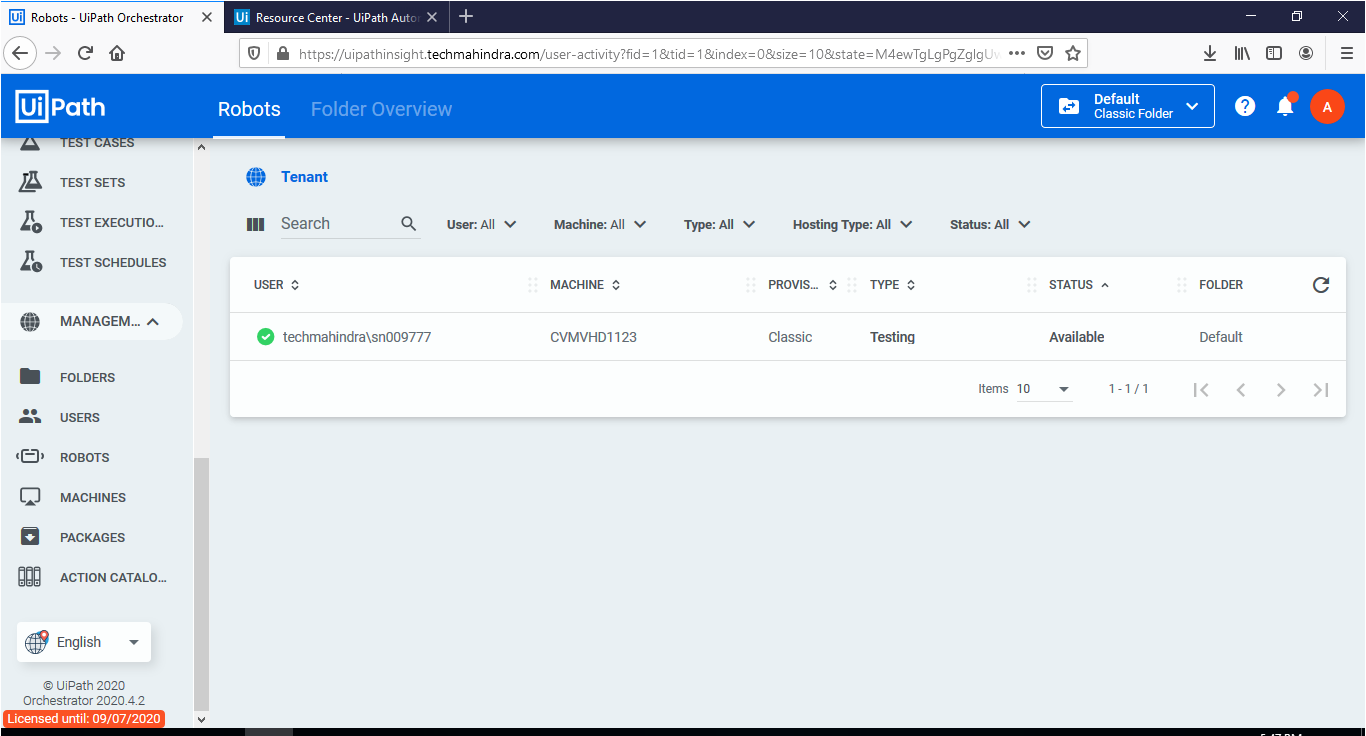 Robots - UiPath Orchestrator
Resource Center - UiPath Auto
https://uipathinsight.techmahindra.com/user-activity?fid=1&tid=1&index=0&size=10&state=M4ewTgLgPgZglgUw
UiPath
Robots
Folder Overview
Default
Classic Folder
?
A
TEST CASES
TEST SETS
TEST EXECUTIO...
TEST SCHEDULES
MANAGEM...
FOLDERS
USERS
ROBOTS
MACHINES
PACKAGES
ACTION CATALO...
English
© UiPath 2020
Orchestrator 2020.4.2
Licensed until: 09/07/2020
Tenant
Search
User: All
Machine: All
Type: All
Hosting Type: All
Status: All
USER MACHINE PROVIS... TYPE STATUS FOLDER
techmahindra\sn009777 CVMVHD1123 Classic Testing Available Default
Items 10 1 - 1 / 1